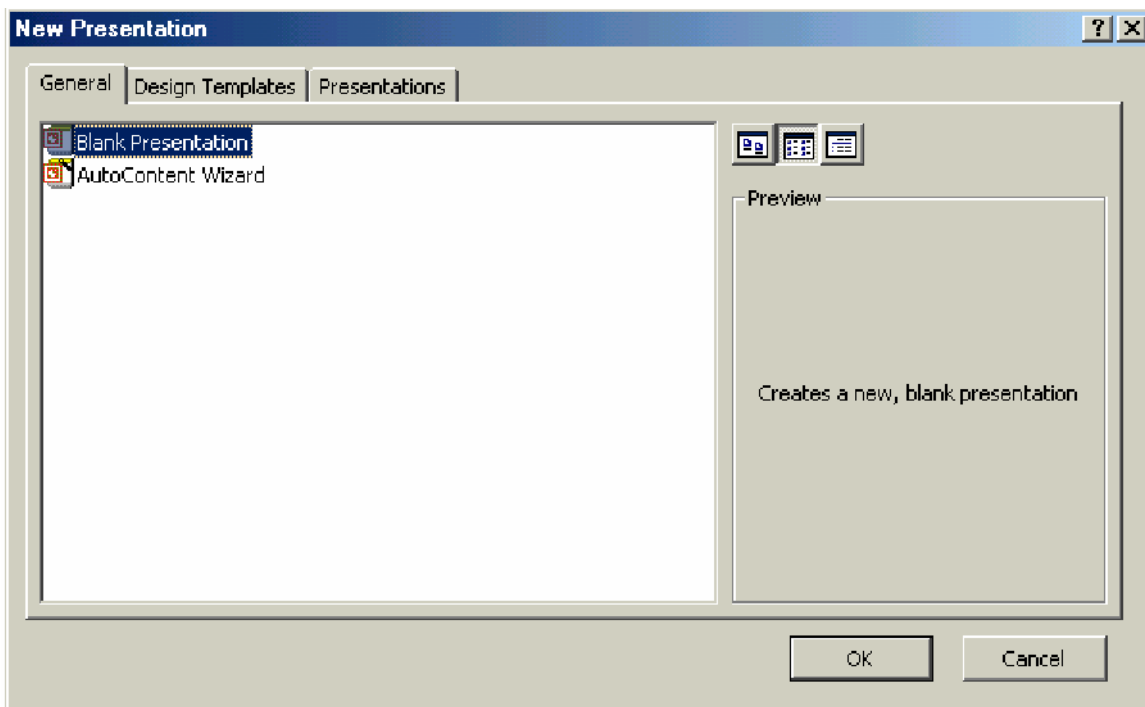 New Presentation
General Design Templates Presentations
Blank Presentation
AutoContent Wizard
Preview
Creates a new, blank presentation
OK Cancel